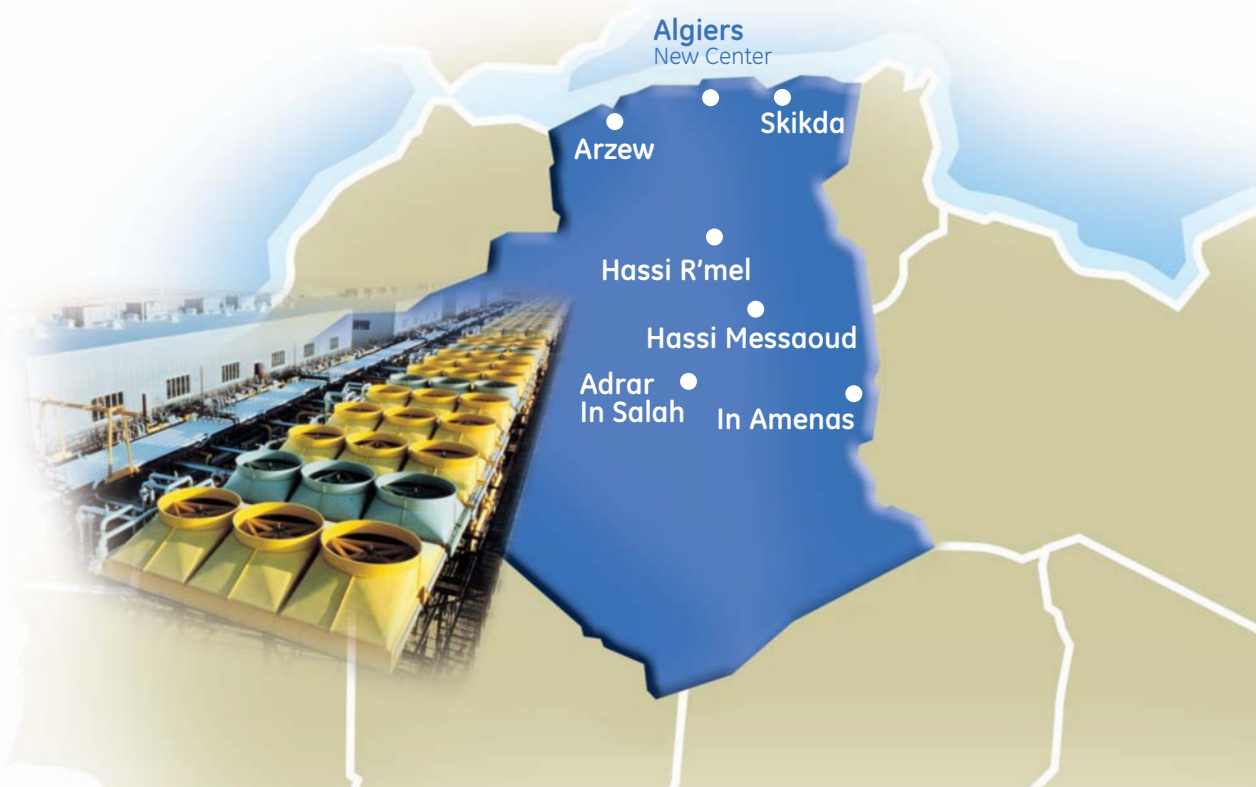 Algiers
New Center
Skikda
Arzew
Hassi R’mel
Hassi Messaoud
Adrar
In Salah
In Amenas